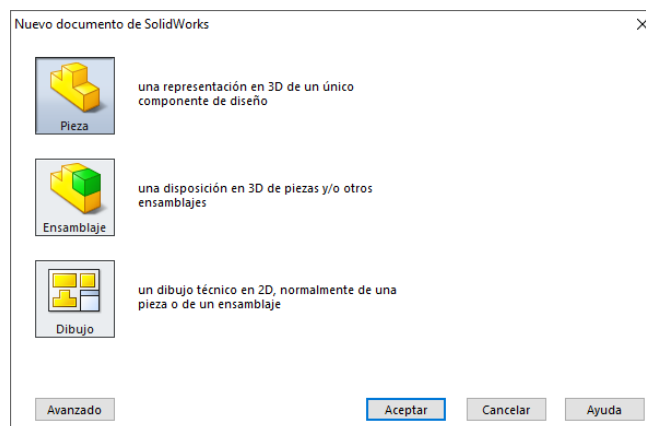 Nuevo documento de SolidWorks
una representación en 3D de un único
componente de diseño
Pieza
una disposición en 3D de piezas y/o otros
ensamblajes
Ensamblaje
un dibujo técnico en 2D, normalmente de una
pieza o de un ensamblaje
Dibujo
Avanzado
Aceptar
Cancelar
Ayuda